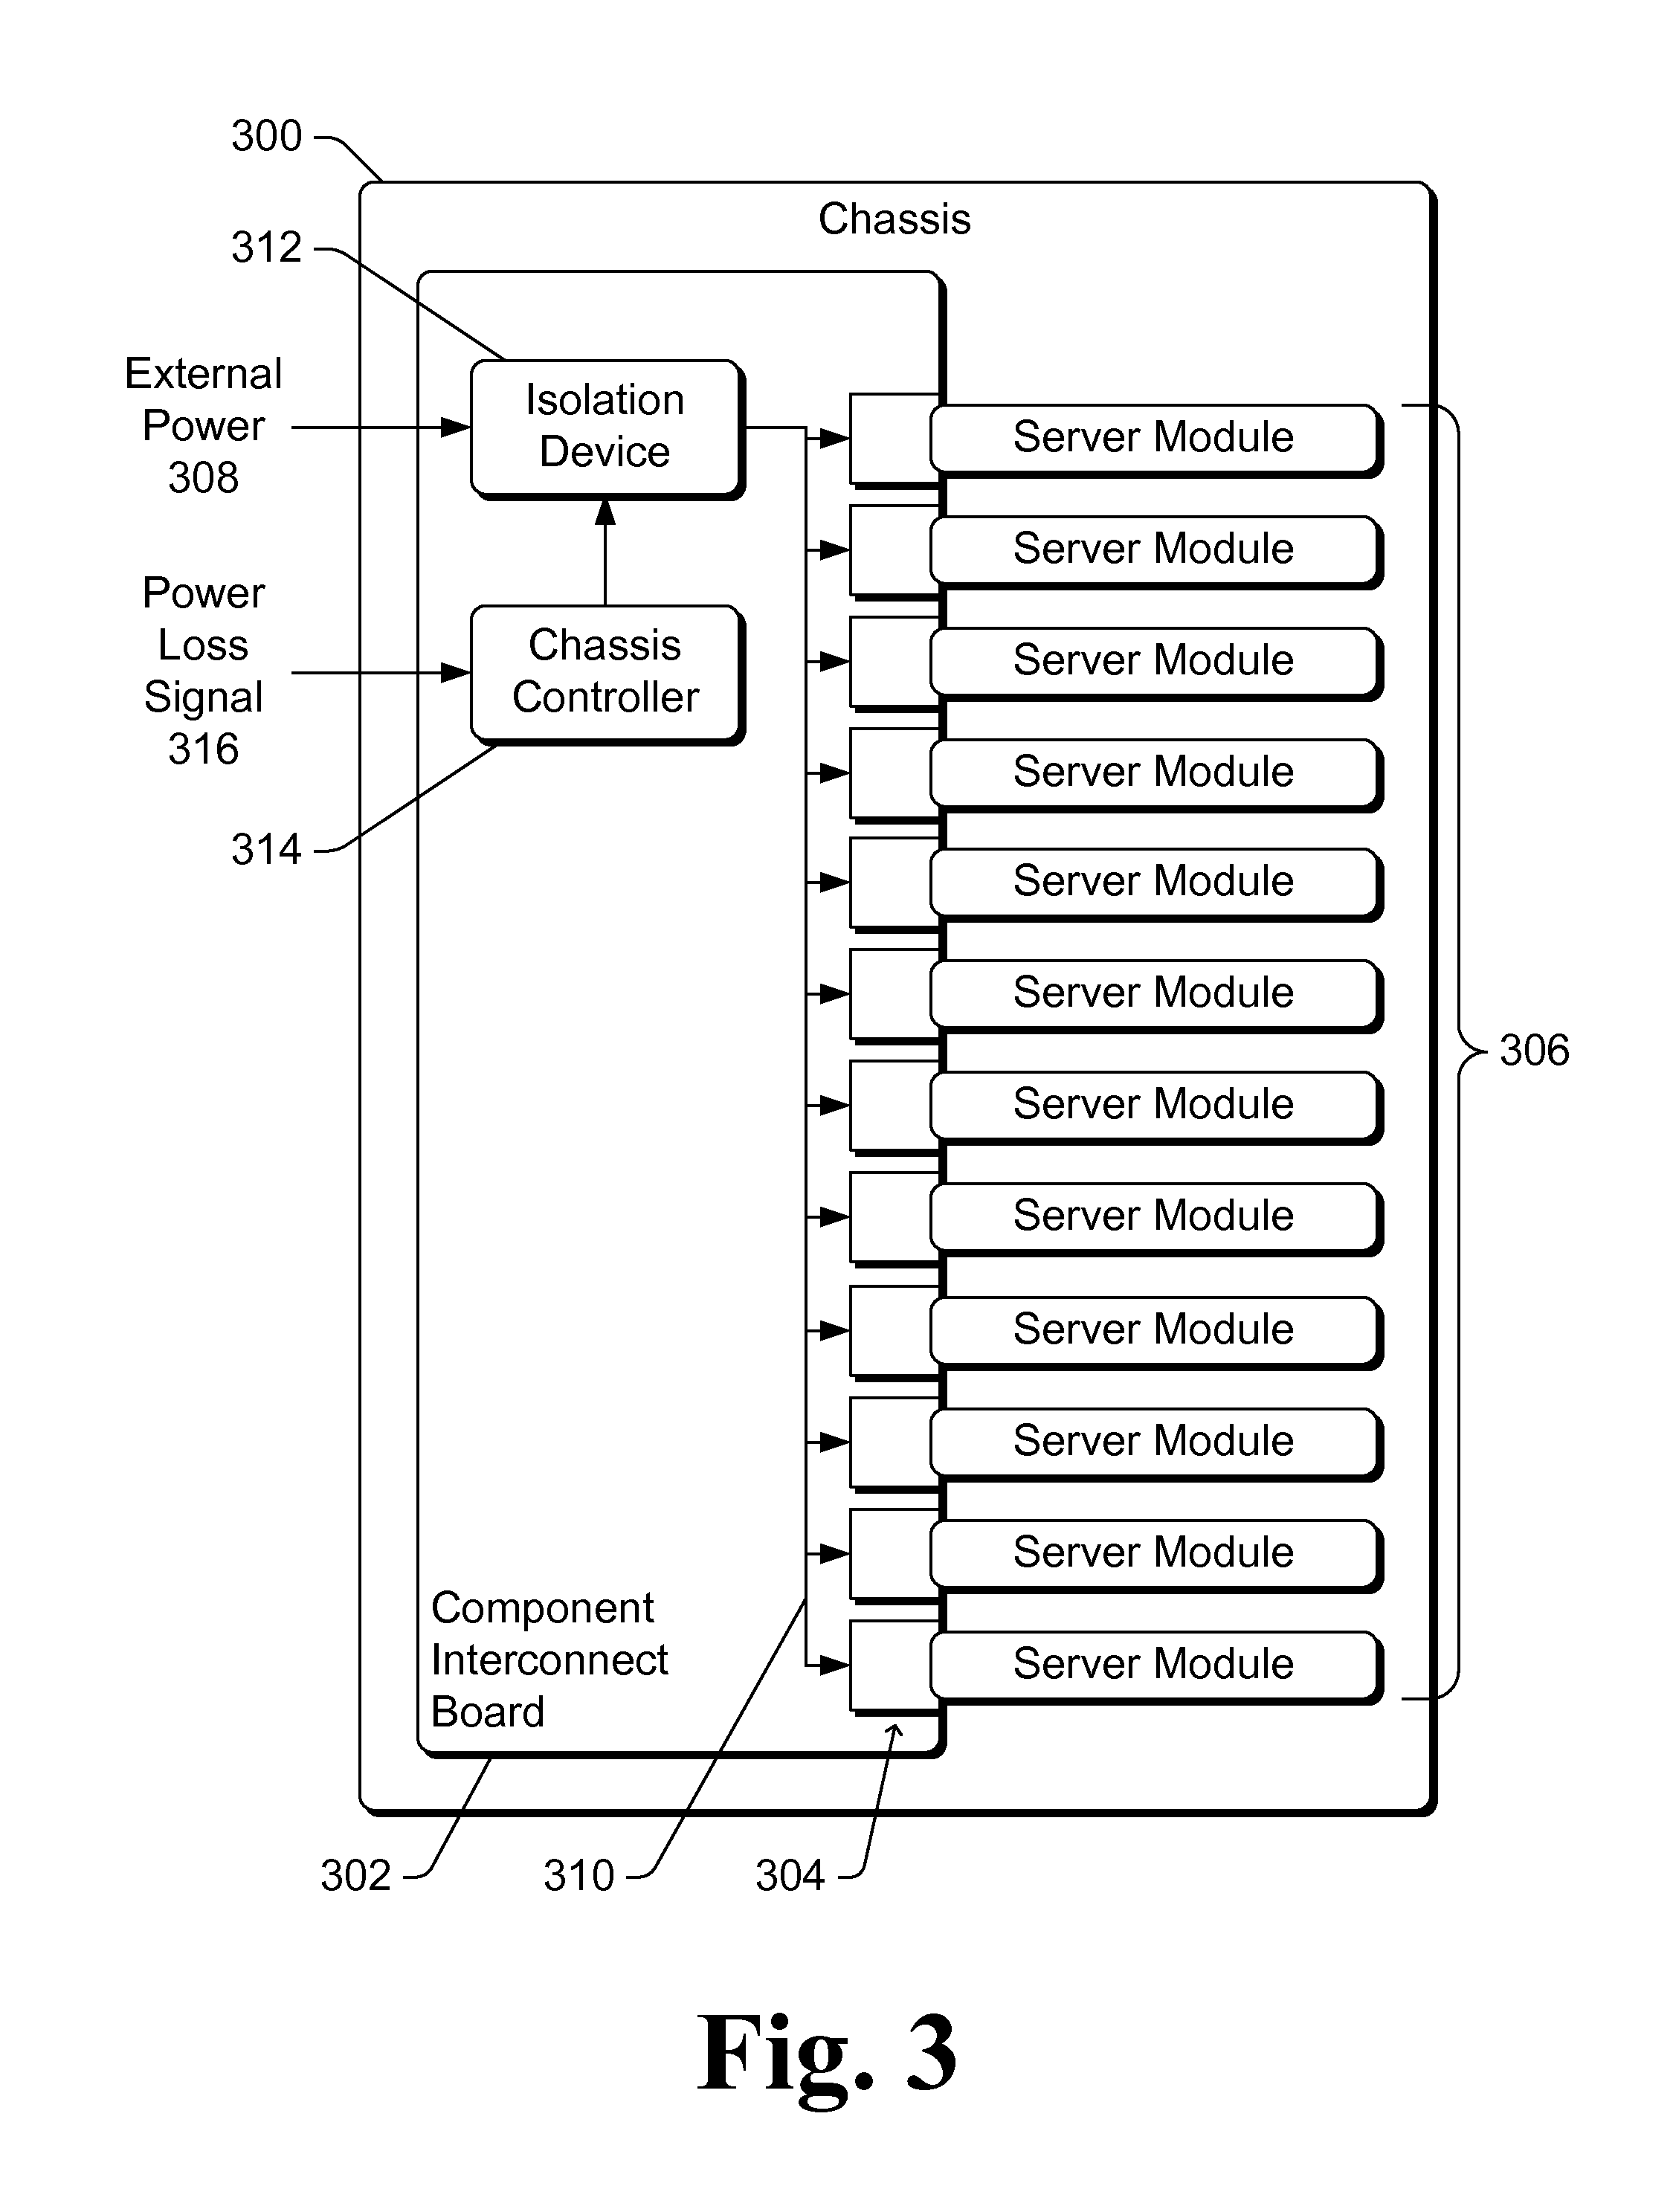 300
Chassis
312
External
Power
308
Isolation
Device
Power
Loss
Signal
316
Chassis
Controller
314
Server Module
Server Module
Server Module
Server Module
Server Module
Server Module
Server Module
Server Module
Server Module
Server Module
Server Module
Server Module
306
Component
Interconnect
Board
302
310
304
Fig. 3